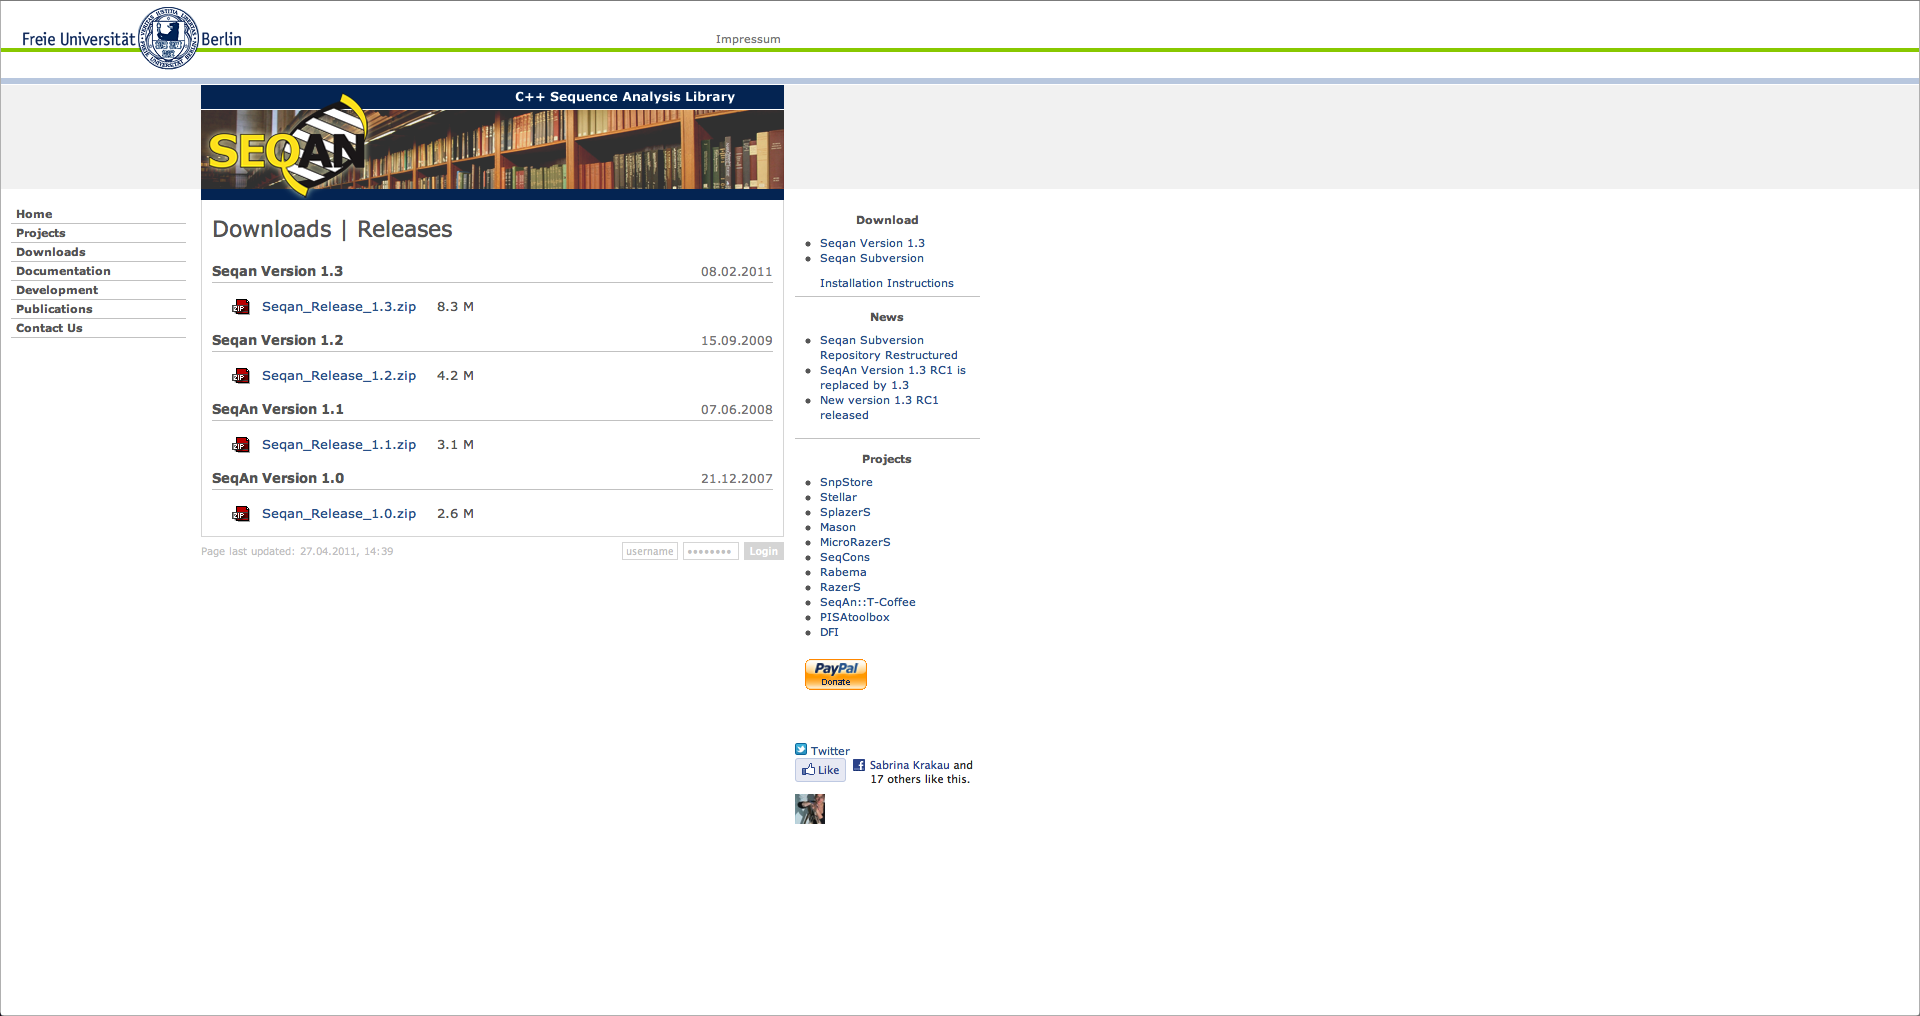 Freie Universität Berlin
Impressum
C++ Sequence Analysis Library
SEQAN
Home
Projects
Downloads
Documentation
Development
Publications
Contact Us
Downloads | Releases
Seqan Version 1.3 08.02.2011
Seqan_Release_1.3.zip 8.3 M
Seqan Version 1.2 15.09.2009
Seqan_Release_1.2.zip 4.2 M
SeqAn Version 1.1 07.06.2008
Seqan_Release_1.1.zip 3.1 M
SeqAn Version 1.0 21.12.2007
Seqan_Release_1.0.zip 2.6 M
Page last updated: 27.04.2011, 14:39
username •••••••• Login
Download
Seqan Version 1.3
Seqan Subversion
Installation Instructions
News
Seqan Subversion
Repository Restructured
SeqAn Version 1.3 RC1 is
replaced by 1.3
New version 1.3 RC1
released
Projects
SnpStore
Stellar
SplazerS
Mason
MicroRazerS
SeqCons
Rabema
RazerS
SeqAn::T-Coffee
PISAtoolbox
DFI
PayPal
Donate
Twitter
Like
Sabrina Krakau and
17 others like this.